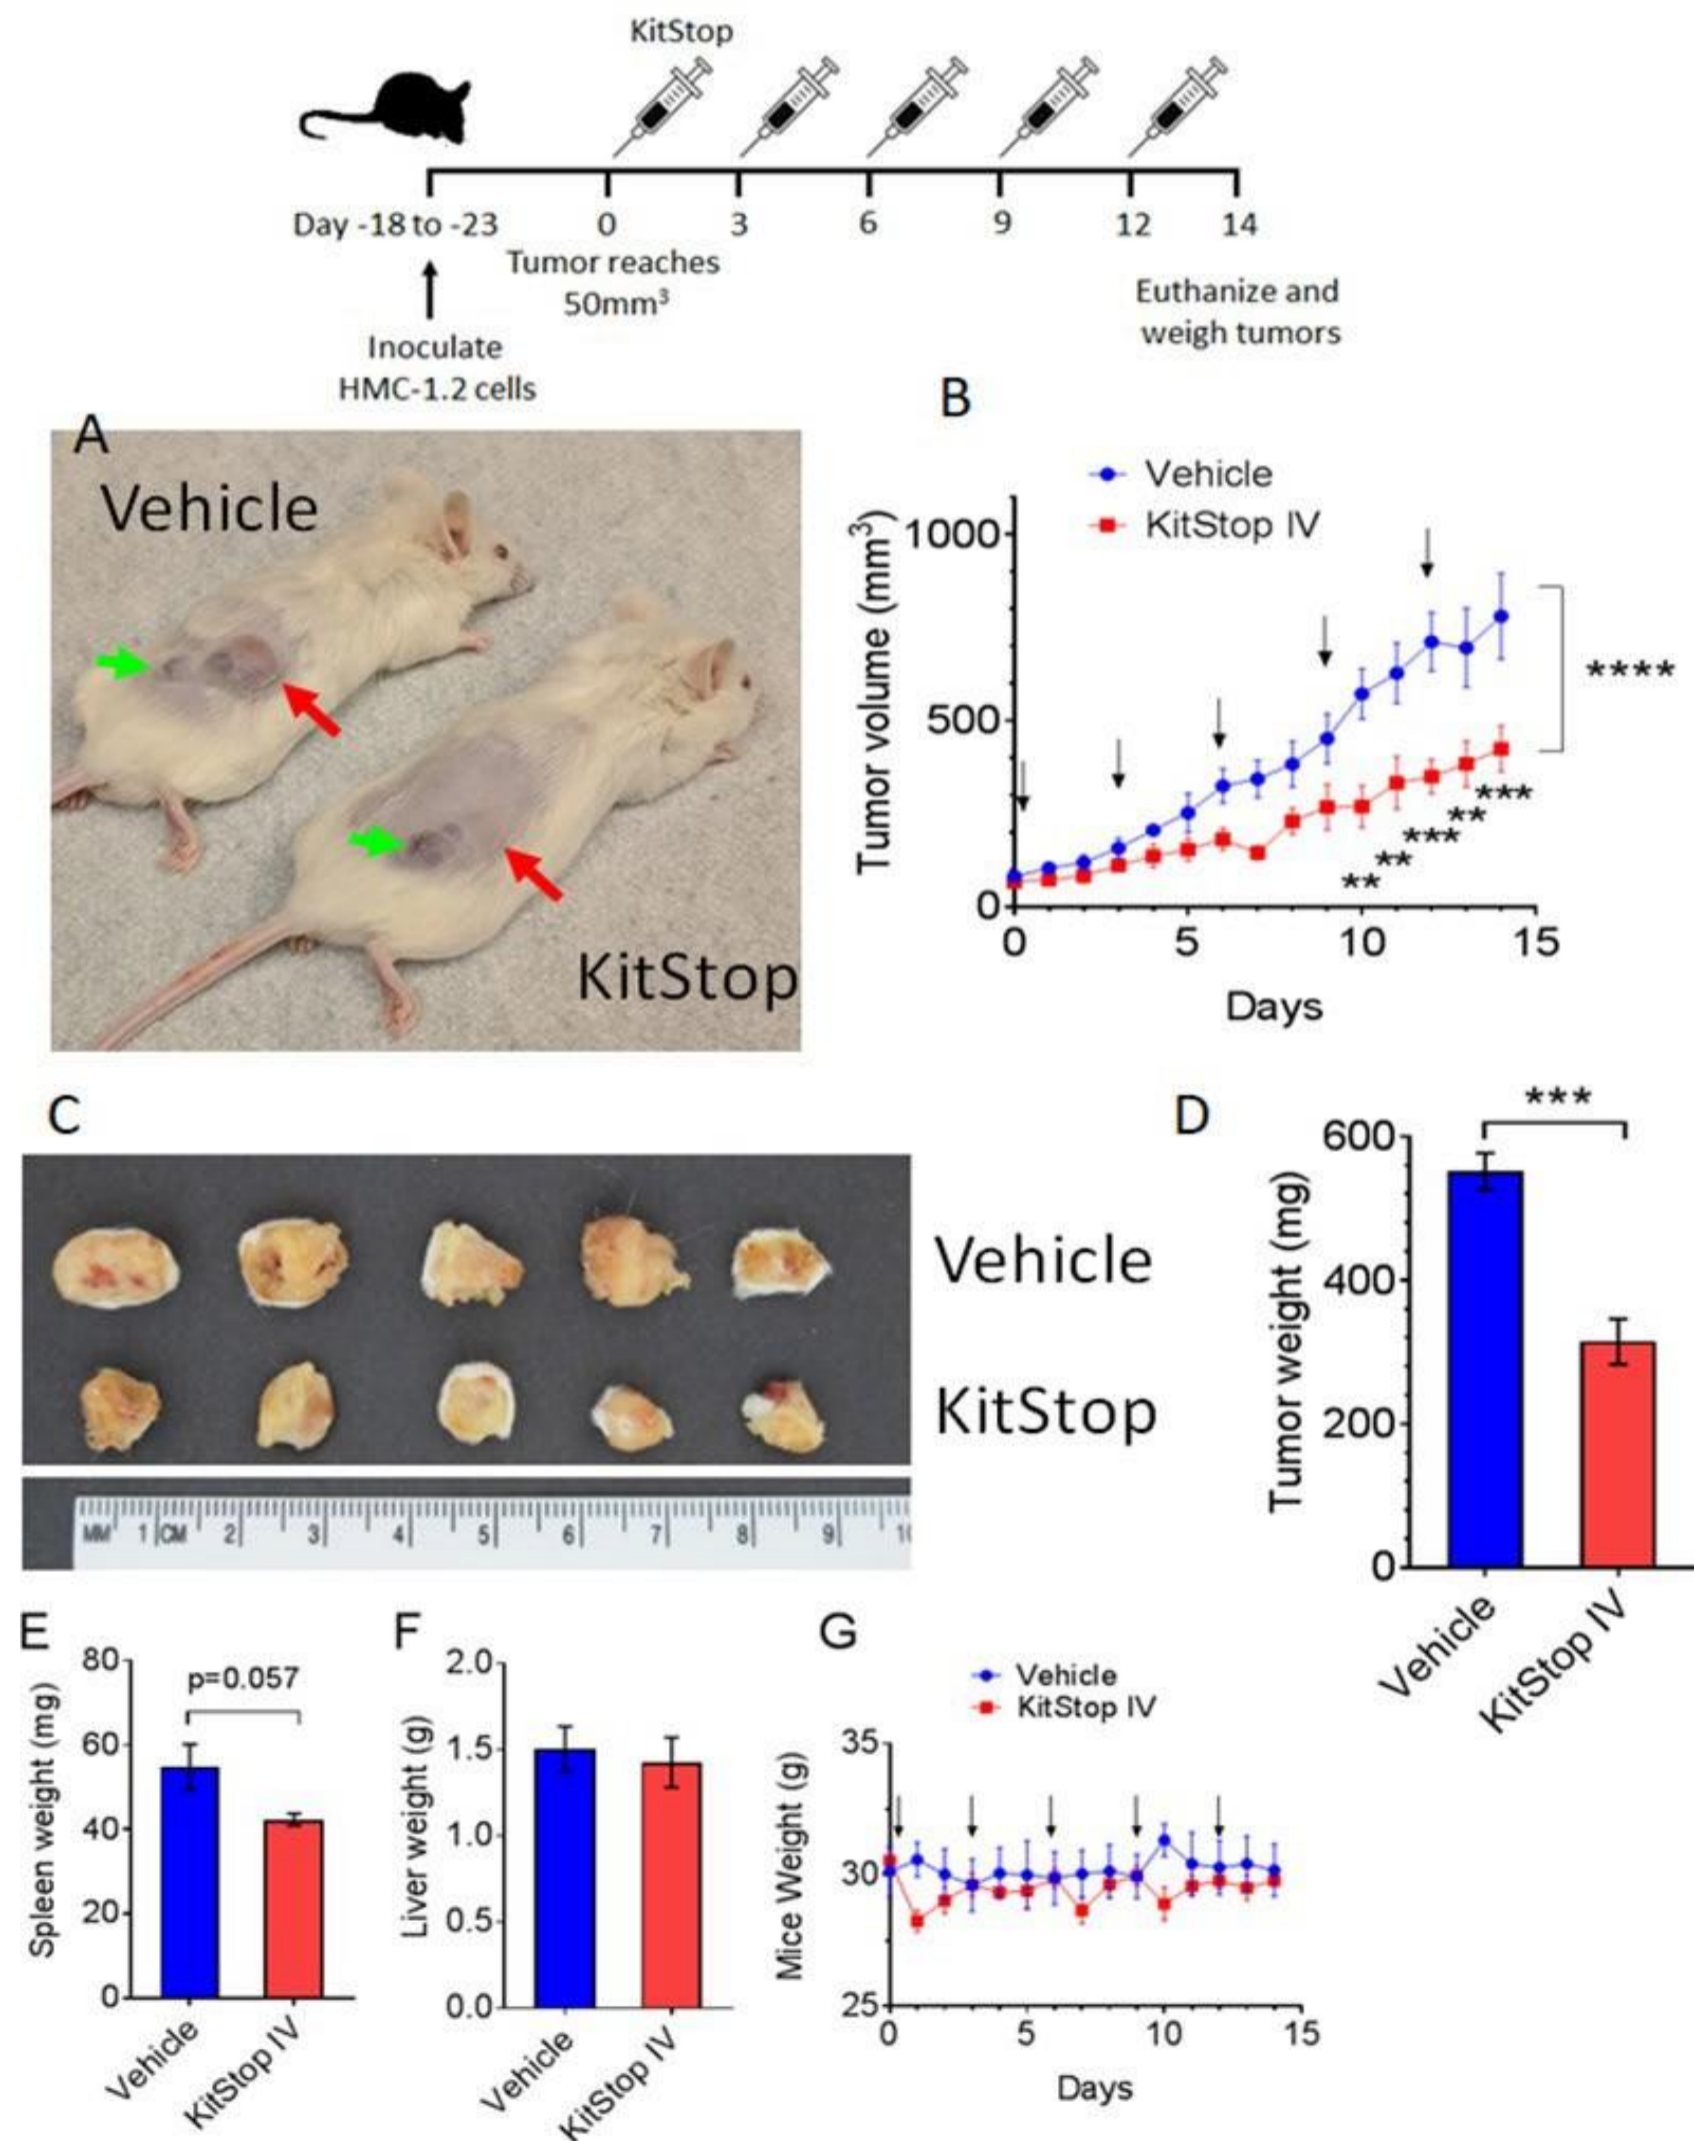 KitStop
Day -18 to -23
0
3
6
9
12
14
Tumor reaches
50mm³
Euthanize and
weigh tumors
Inoculate
HMC-1.2 cells
A
Vehicle
KitStop
B
Vehicle
KitStop IV
Tumor volume (mm³)
1000
500
0
****
***
**
***
**
**
0
5
10
15
Days
C
Vehicle
KitStop
MM 1 CM 2 3 4 5 6 7 8 9 10
D
***
Tumor weight (mg)
600
400
200
0
Vehicle
KitStop IV
E
p=0.057
Spleen weight (mg)
80
60
40
20
0
Vehicle
KitStop IV
F
Liver weight (g)
2.0
1.5
1.0
0.5
0.0
Vehicle
KitStop IV
G
Vehicle
KitStop IV
Mice Weight (g)
35
30
25
0
5
10
15
Days